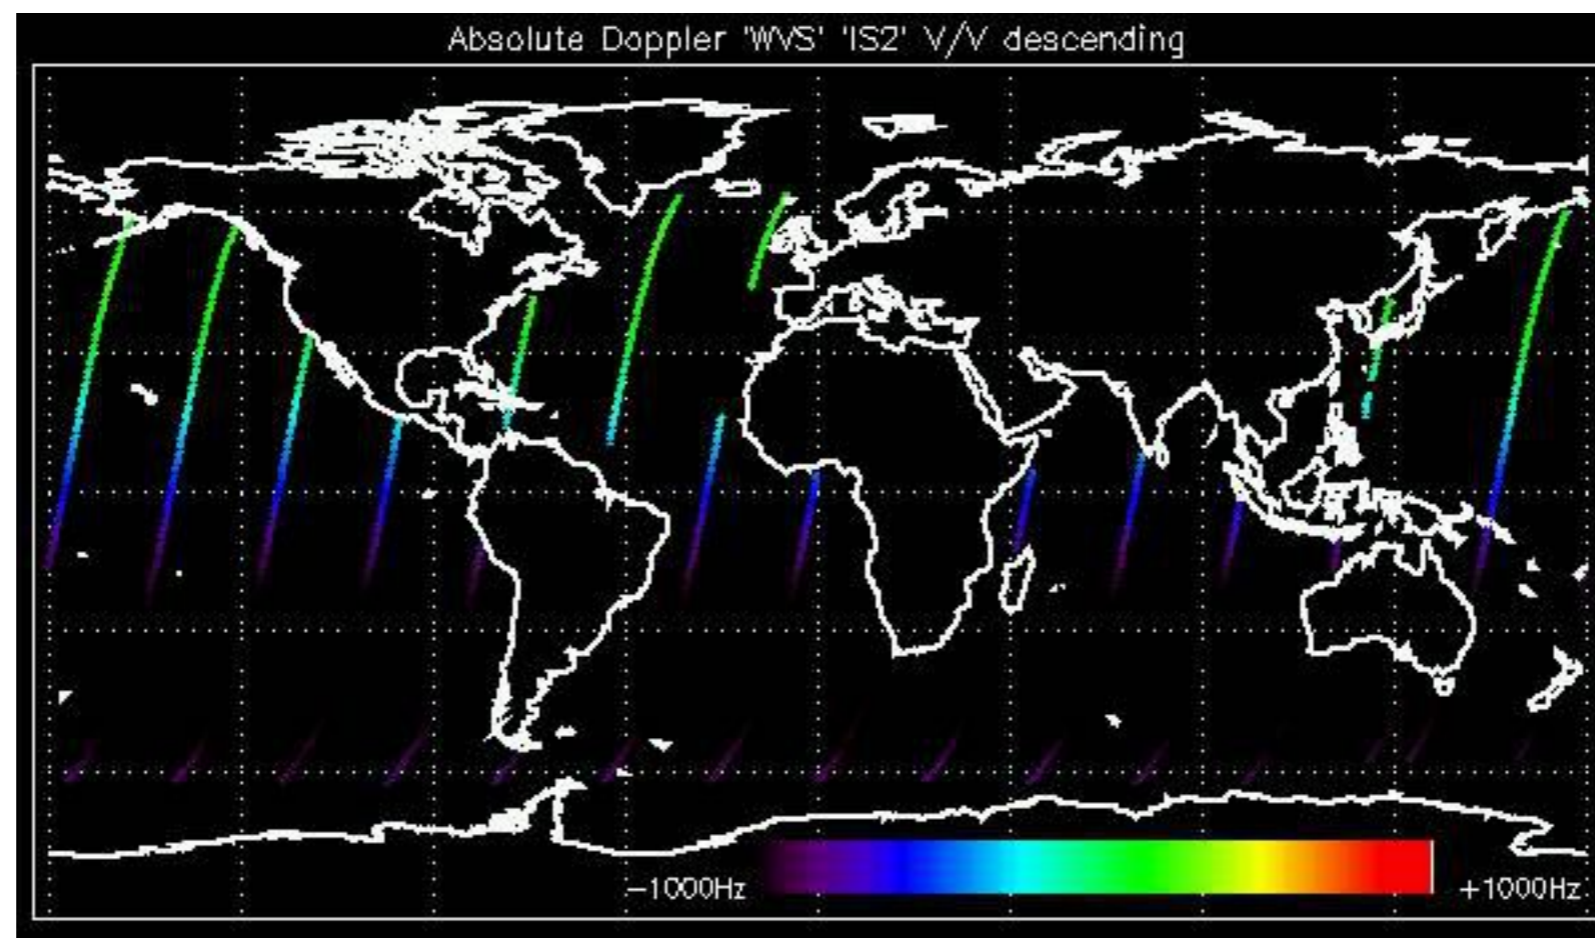 Absolute Doppler 'WVS' 'IS2' V/V descending
-1000Hz
+1000Hz